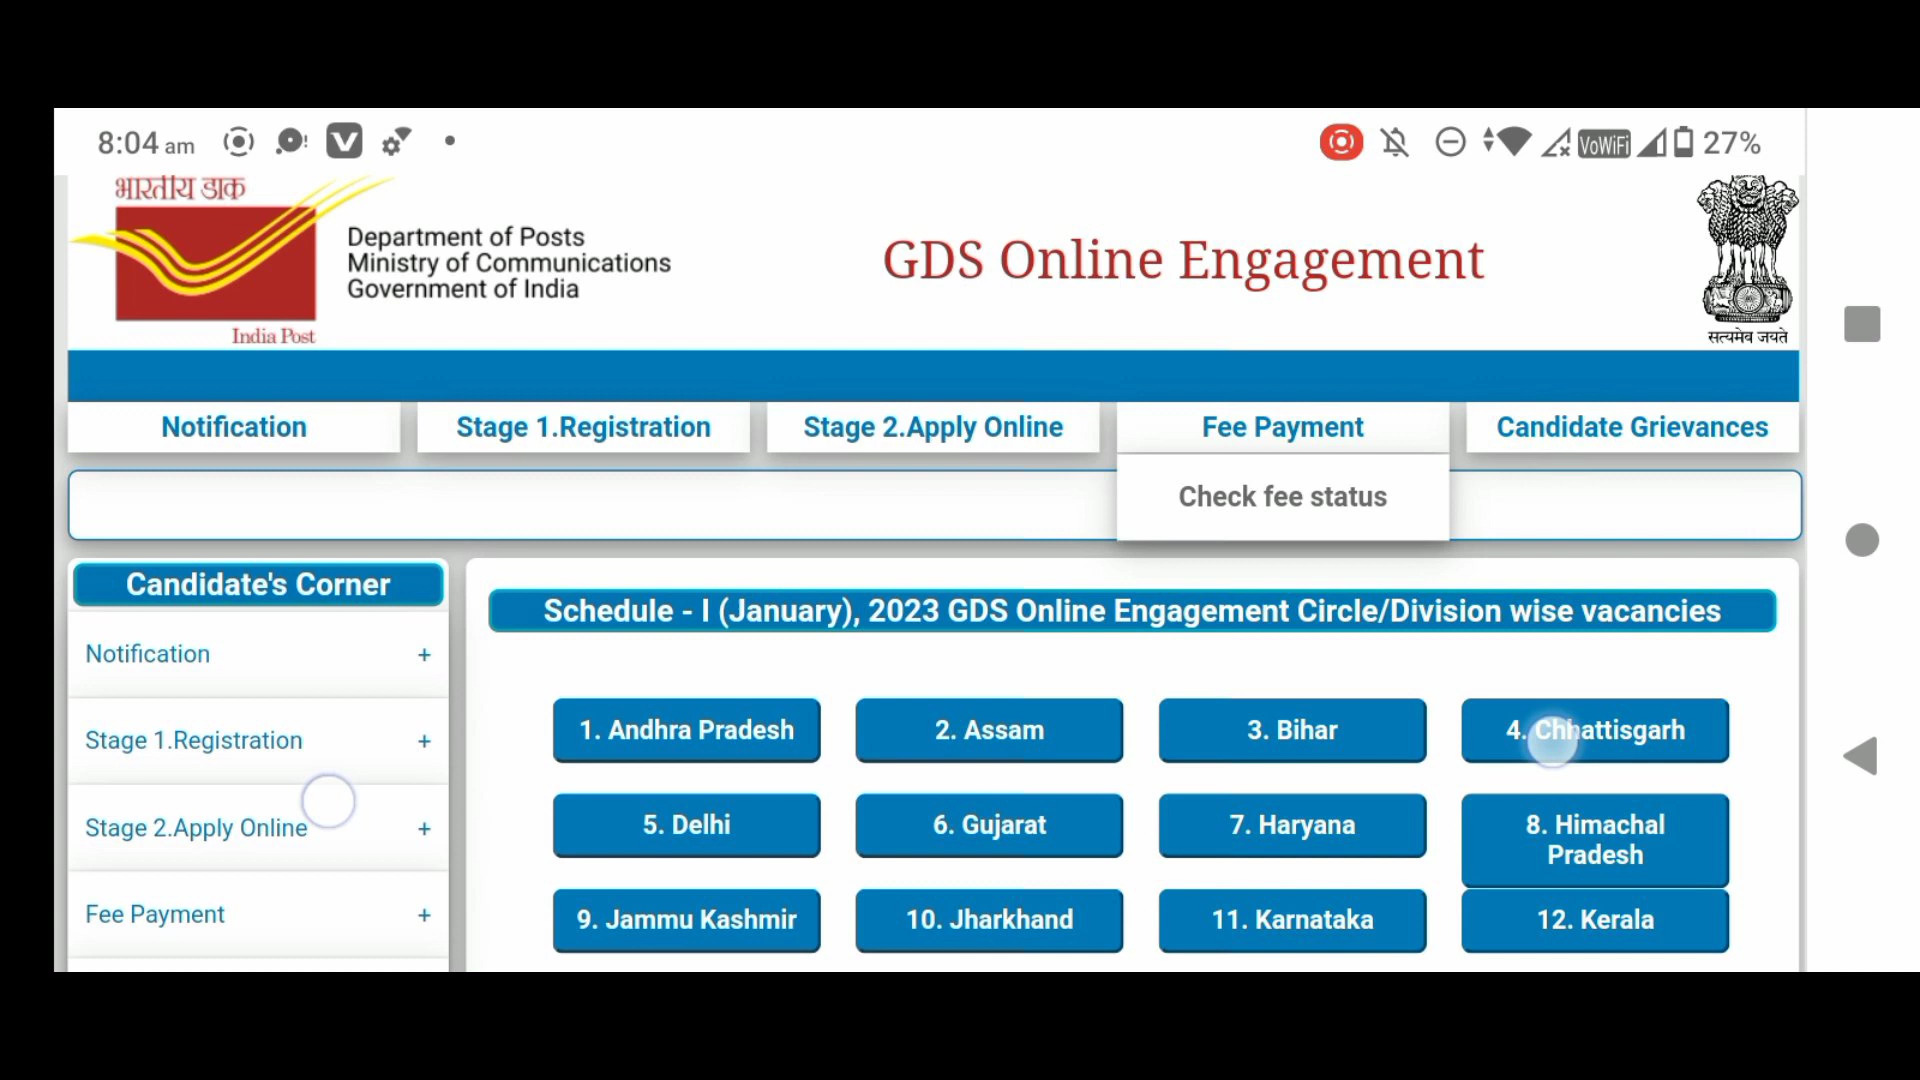 8:04 am
VoWiFi
27%
भारतीय डाक
India Post
Department of Posts
Ministry of Communications
Government of India
GDS Online Engagement
सत्यमेव जयते
Notification
Stage 1.Registration
Stage 2.Apply Online
Fee Payment
Candidate Grievances
Check fee status
Candidate's Corner
Notification +
Stage 1.Registration +
Stage 2.Apply Online +
Fee Payment +
Schedule - I (January), 2023 GDS Online Engagement Circle/Division wise vacancies
1. Andhra Pradesh
2. Assam
3. Bihar
4. Chhattisgarh
5. Delhi
6. Gujarat
7. Haryana
8. Himachal
Pradesh
9. Jammu Kashmir
10. Jharkhand
11. Karnataka
12. Kerala